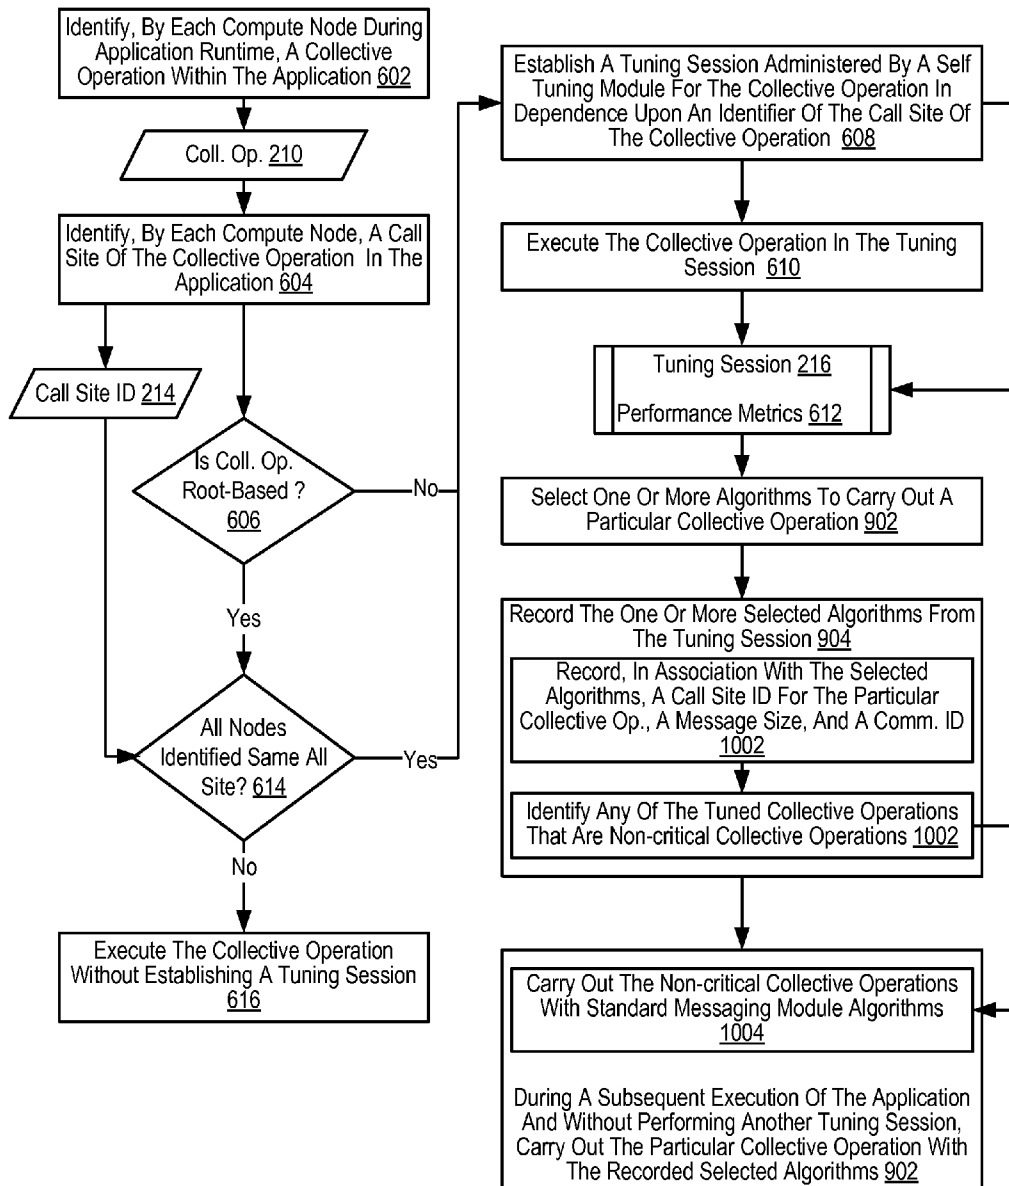 Identify, By Each Compute Node During
Application Runtime, A Collective
Operation Within The Application 602
Coll. Op. 210
Identify, By Each Compute Node, A Call
Site Of The Collective Operation In The
Application 604
Call Site ID 214
Is Coll. Op.
Root-Based ?
606
No
Yes
All Nodes
Identified Same All
Site? 614
Yes
No
Execute The Collective Operation
Without Establishing A Tuning Session
616
Establish A Tuning Session Administered By A Self
Tuning Module For The Collective Operation In
Dependence Upon An Identifier Of The Call Site Of
The Collective Operation 608
Execute The Collective Operation In The Tuning
Session 610
Tuning Session 216
Performance Metrics 612
Select One Or More Algorithms To Carry Out A
Particular Collective Operation 902
Record The One Or More Selected Algorithms From
The Tuning Session 904
Record, In Association With The Selected
Algorithms, A Call Site ID For The Particular
Collective Op., A Message Size, And A Comm. ID
1002
Identify Any Of The Tuned Collective Operations
That Are Non-critical Collective Operations 1002
Carry Out The Non-critical Collective Operations
With Standard Messaging Module Algorithms
1004
During A Subsequent Execution Of The Application
And Without Performing Another Tuning Session,
Carry Out The Particular Collective Operation With
The Recorded Selected Algorithms 902